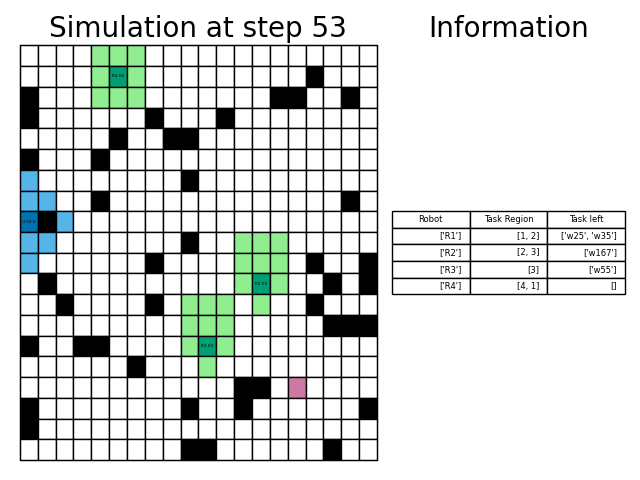 Simulation at step 53
Information
Robot Task Region Task left
['R1'] [1, 2] ['w25', 'w35']
['R2'] [2, 3] ['w167']
['R3'] [3] ['w55']
['R4'] [4, 1] []